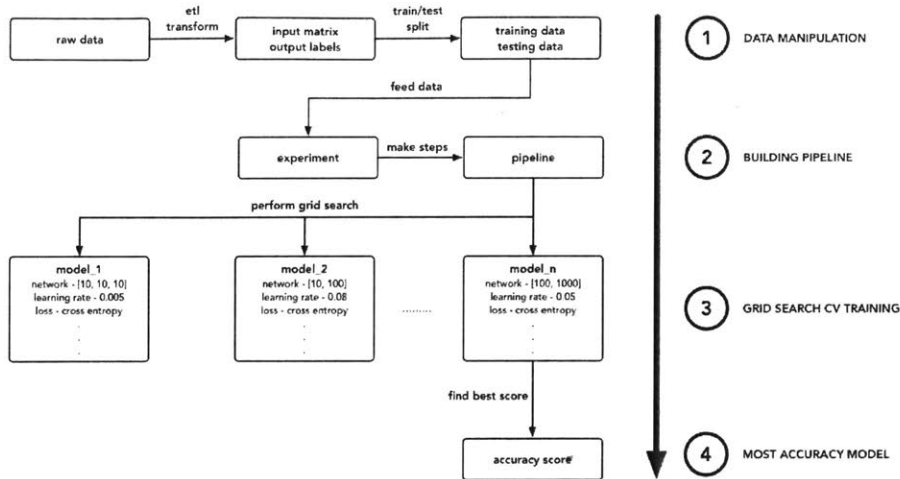 etl
transform
train/test
split
raw data
input matrix
output labels
training data
testing data
1
DATA MANIPULATION
feed data
experiment
make steps
pipeline
2
BUILDING PIPELINE
perform grid search
model_1
network - [10, 10, 10]
learning rate - 0.005
loss - cross entropy
.
.
.
model_2
network - [10, 100]
learning rate - 0.08
loss - cross entropy
.
.
.
.........
model_n
network - [100, 1000]
learning rate - 0.05
loss - cross entropy
.
.
.
3
GRID SEARCH CV TRAINING
find best score
accuracy score
4
MOST ACCURACY MODEL